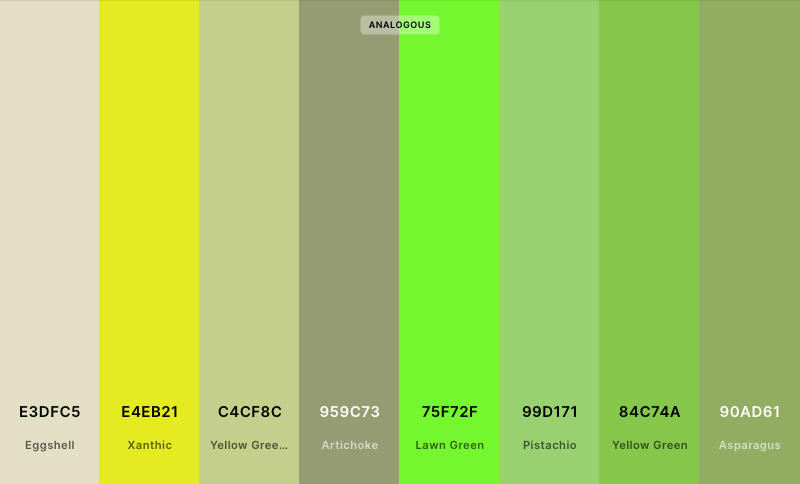 ANALOGOUS
E3DFC5 E4EB21 C4CF8C 959C73 75F72F 99D171 84C74A 90AD61
Eggshell Xanthic Yellow Gree... Artichoke Lawn Green Pistachio Yellow Green Asparagus